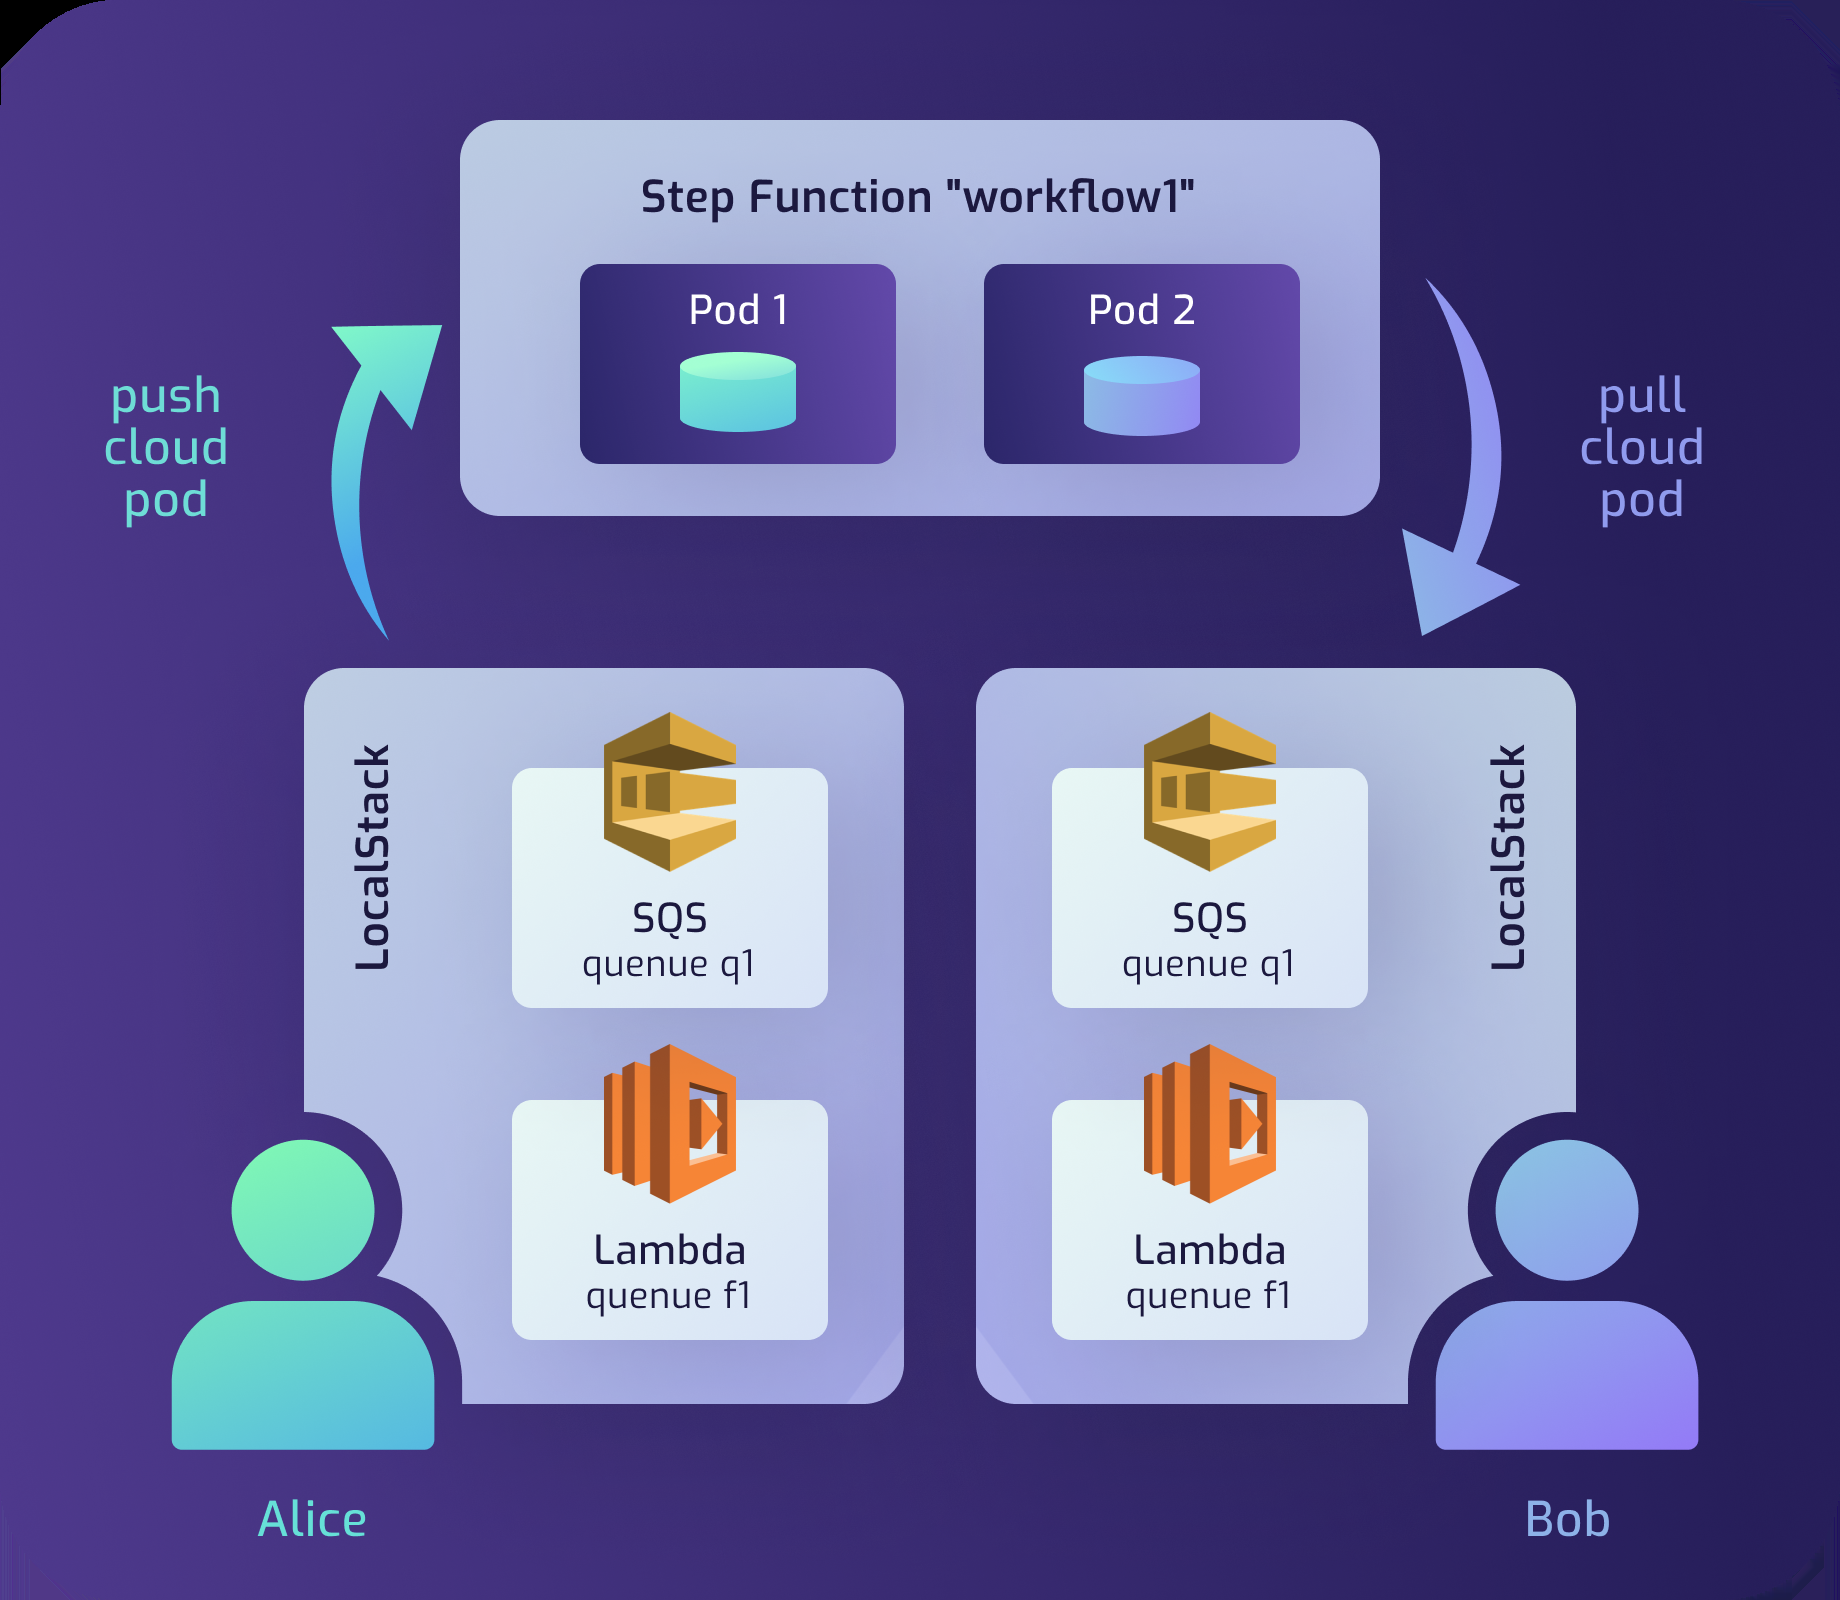 Step Function "workflow1"
Pod 1
Pod 2
push
cloud
pod
pull
cloud
pod
LocalStack
SQS
quenue q1
Lambda
quenue f1
SQS
quenue q1
Lambda
quenue f1
LocalStack
Alice
Bob